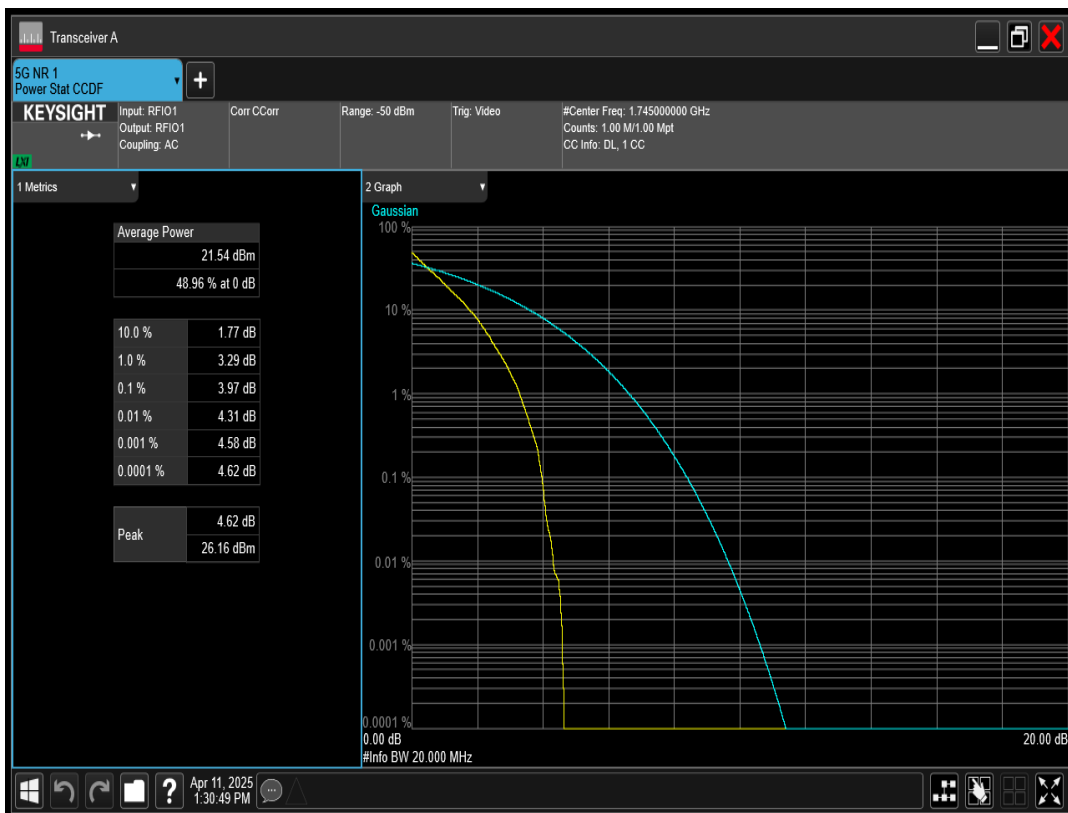 Transceiver A
5G NR 1
Power Stat CCDF
+
KEYSIGHT
LXI
Input: RFIO1
Output: RFIO1
Coupling: AC
Corr CCorr
Range: -50 dBm
Trig: Video
#Center Freq: 1.745000000 GHz
Counts: 1.00 M/1.00 Mpt
CC Info: DL, 1 CC
1 Metrics
Average Power
21.54 dBm
48.96 % at 0 dB
10.0 % 1.77 dB
1.0 % 3.29 dB
0.1 % 3.97 dB
0.01 % 4.31 dB
0.001 % 4.58 dB
0.0001 % 4.62 dB
Peak
4.62 dB
26.16 dBm
2 Graph
Gaussian
100 %
10 %
1 %
0.1 %
0.01 %
0.001 %
0.0001 %
0.00 dB 20.00 dB
#Info BW 20.000 MHz
?
Apr 11, 2025
1:30:49 PM